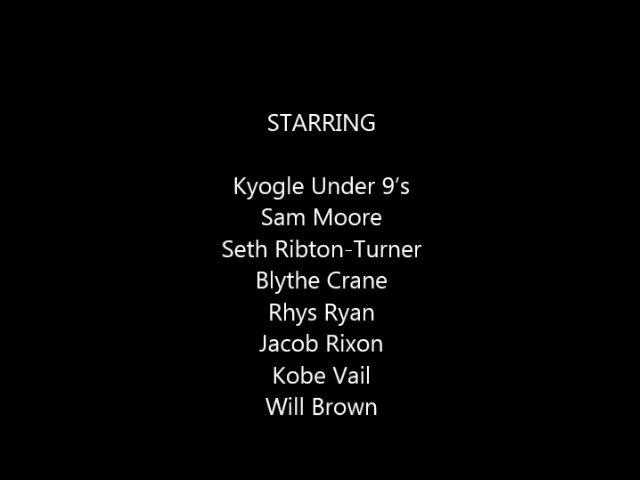 STARRING
Kyogle Under 9's
Sam Moore
Seth Ribton-Turner
Blythe Crane
Rhys Ryan
Jacob Rixon
Kobe Vail
Will Brown